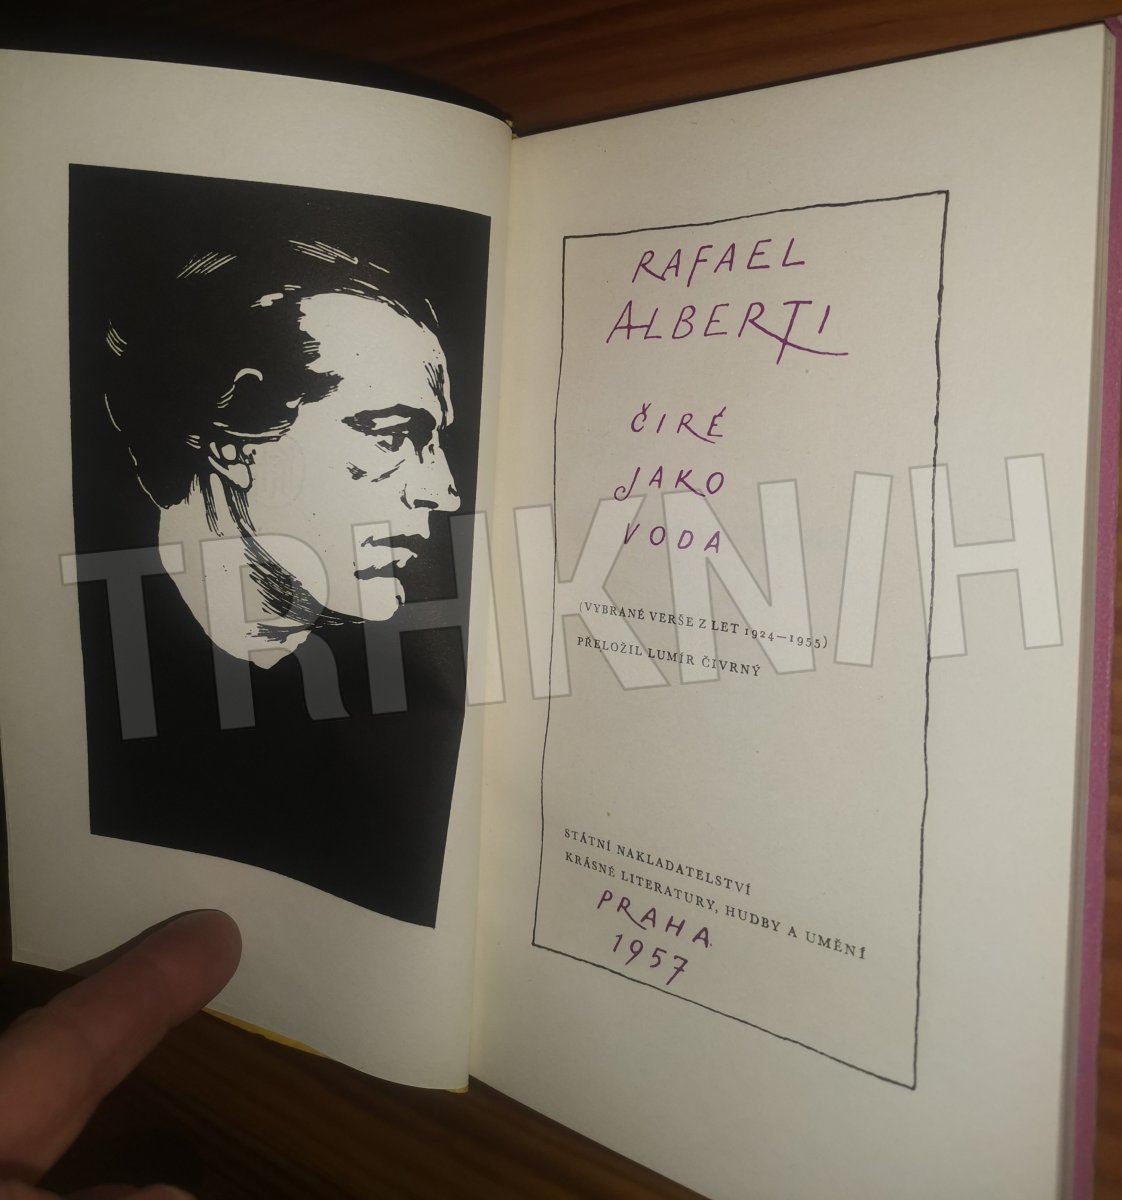 RAFAEL
ALBERTI
ČIRÉ
JAKO
VODA
(VYBRANÉ VERŠE Z LET 1924—1955)
PŘELOŽIL LUMÍR ČIVRNÝ
STÁTNÍ NAKLADATELSTVÍ
KRÁSNÉ LITERATURY, HUDBY A UMĚNÍ
PRAHA
1957
TRHKNIH